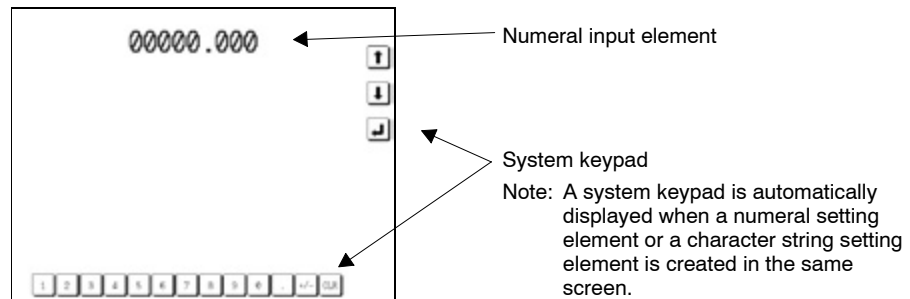 00000.000
Numeral input element
System keypad
Note: A system keypad is automatically
displayed when a numeral setting
element or a character string setting
element is created in the same
screen.
1 2 3 4 5 6 7 8 9 0 . +/- CLR